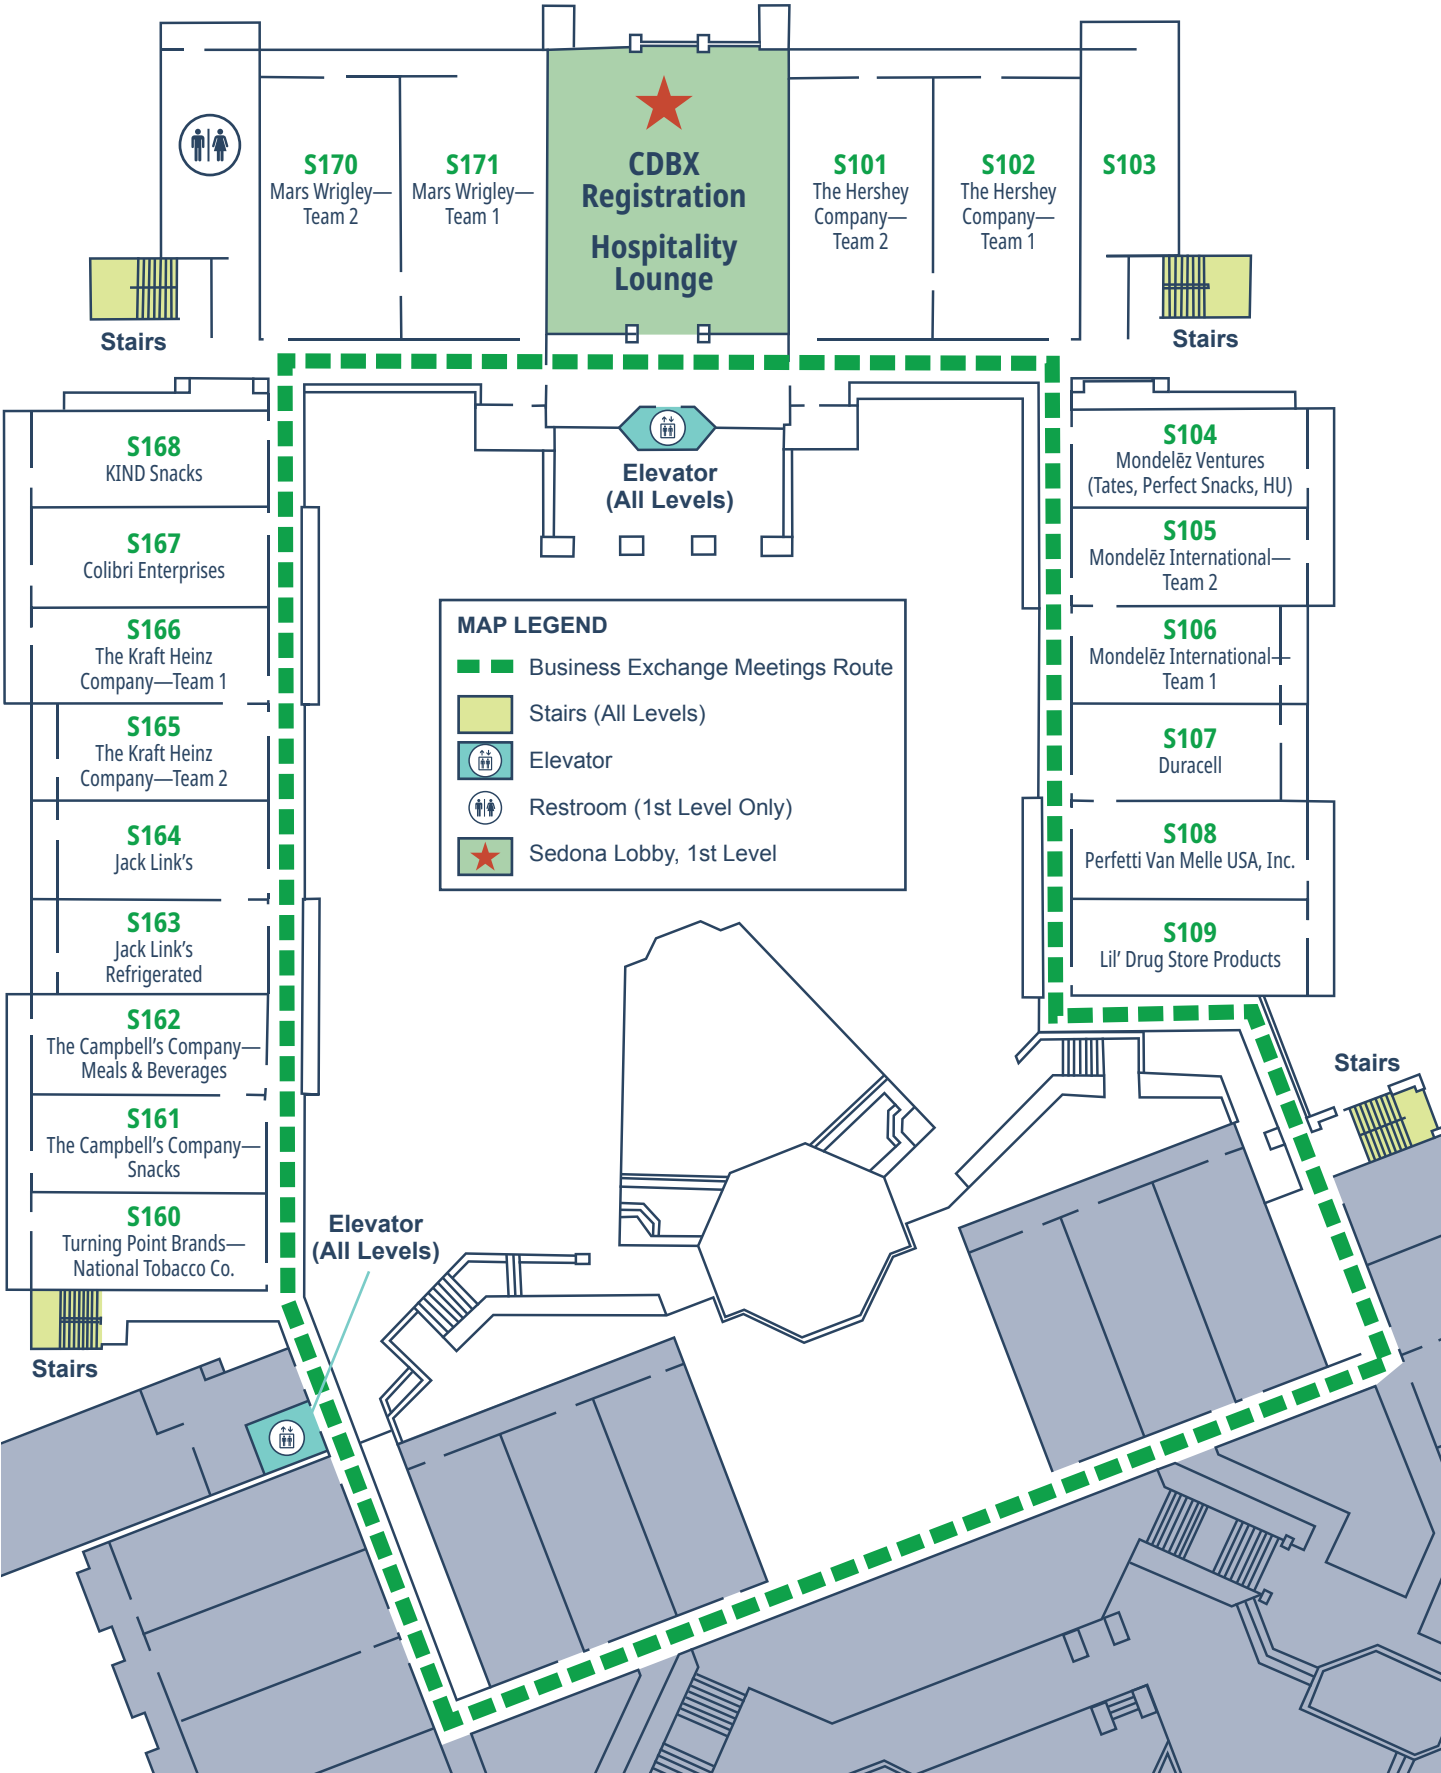 S170
Mars Wrigley—
Team 2
S171
Mars Wrigley—
Team 1
CDBX
Registration
Hospitality
Lounge
S101
The Hershey
Company—
Team 2
S102
The Hershey
Company—
Team 1
S103
Stairs
Stairs
Elevator
(All Levels)
S168
KIND Snacks
S167
Colibri Enterprises
S166
The Kraft Heinz
Company—Team 1
S165
The Kraft Heinz
Company—Team 2
S164
Jack Link's
S163
Jack Link's
Refrigerated
S162
The Campbell's Company—
Meals & Beverages
S161
The Campbell's Company—
Snacks
S160
Turning Point Brands—
National Tobacco Co.
Stairs
Elevator
(All Levels)
MAP LEGEND
Business Exchange Meetings Route
Stairs (All Levels)
Elevator
Restroom (1st Level Only)
Sedona Lobby, 1st Level
S104
Mondelēz Ventures
(Tates, Perfect Snacks, HU)
S105
Mondelēz International—
Team 2
S106
Mondelēz International—
Team 1
S107
Duracell
S108
Perfetti Van Melle USA, Inc.
S109
Lil' Drug Store Products
Stairs